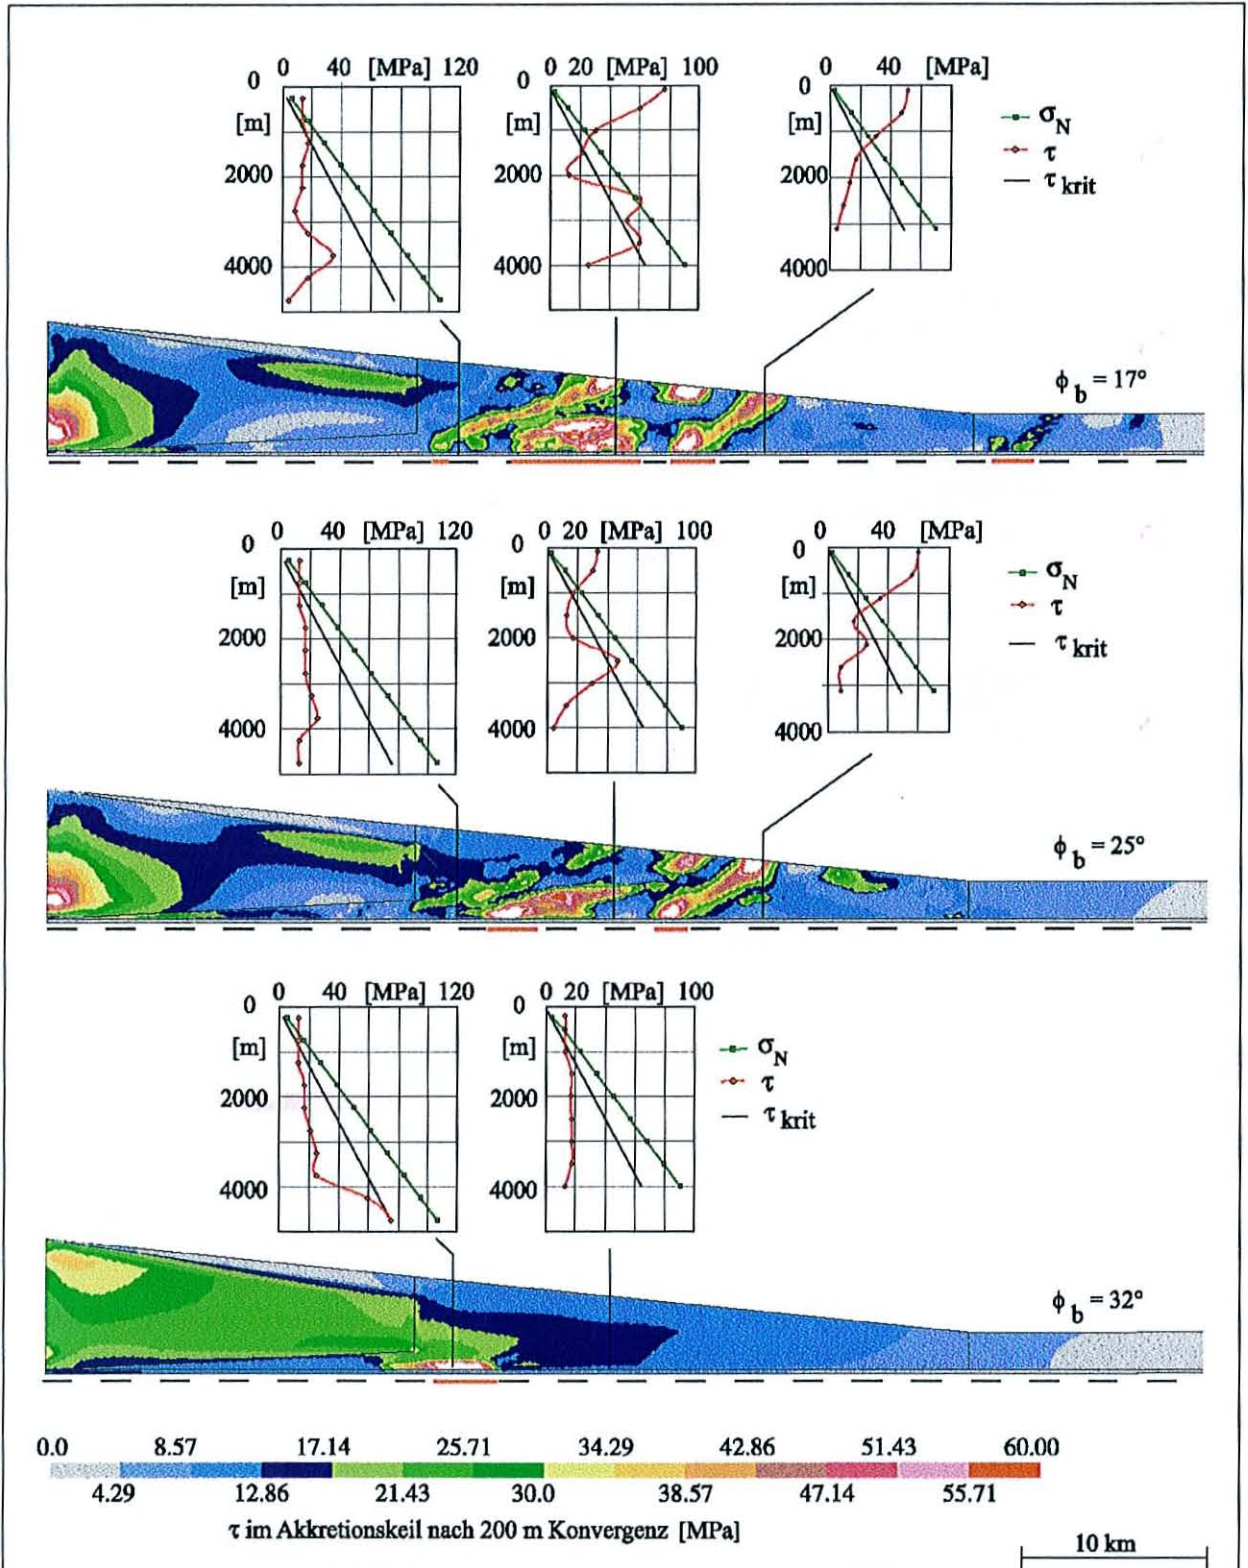 0 40 [MPa] 120
0 20 [MPa] 100
0 40 [MPa]
0
[m]
2000
4000
0
[m]
2000
4000
0
[m]
2000
4000
σN
τ
τ krit
ϕb = 17°
0 40 [MPa] 120
0 20 [MPa] 100
0 40 [MPa]
0
[m]
2000
4000
0
[m]
2000
4000
0
[m]
2000
4000
σN
τ
τ krit
ϕb = 25°
0 40 [MPa] 120
0 20 [MPa] 100
0
[m]
2000
4000
0
[m]
2000
4000
σN
τ
τ krit
ϕb = 32°
0.0 8.57 17.14 25.71 34.29 42.86 51.43 60.00
4.29 12.86 21.43 30.0 38.57 47.14 55.71
τ im Akkretionskeil nach 200 m Konvergenz [MPa]
10 km